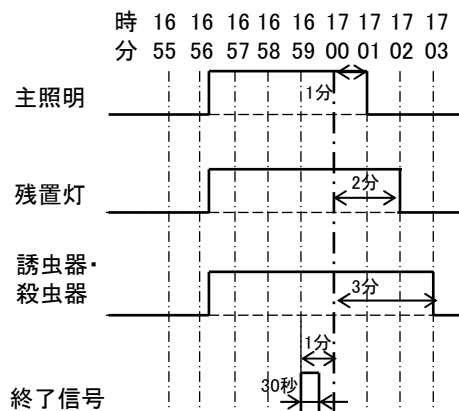 時 16 16 16 16 16 17 17 17 17
分 55 56 57 58 59 00 01 02 03
主照明
1分
残置灯
2分
誘虫器・
殺虫器
3分
1分
終了信号
30秒